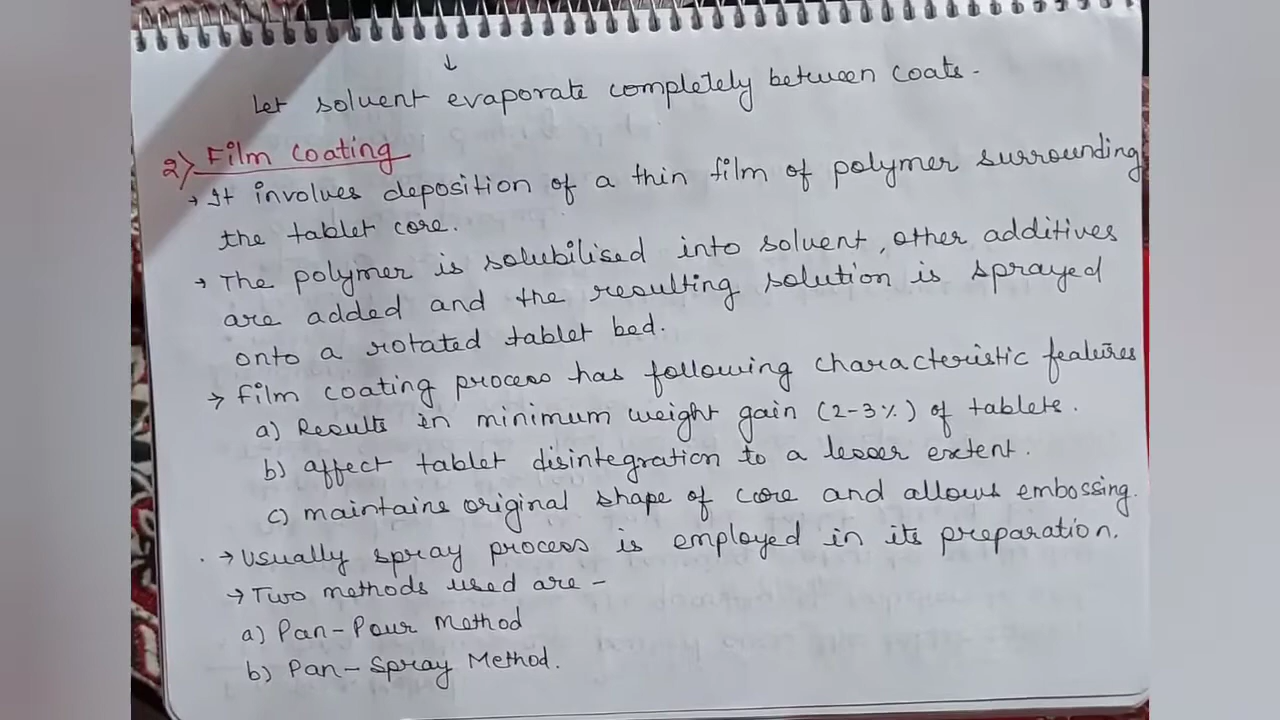 ↓
Let solvent evaporate completely between coats -
2) Film coating
→ It involves deposition of a thin film of polymer surrounding
the tablet core.
→ The polymer is solubilised into solvent, other additives
are added and the resulting solution is sprayed
onto a rotated tablet bed.
→ Film coating process has following characteristic features
a) Results in minimum weight gain (2-3%) of tablets.
b) affect tablet disintegration to a lesser extent.
c) maintains original shape of core and allows embossing.
→ Usually spray process is employed in its preparation.
→ Two methods used are -
a) Pan-Pour Method
b) Pan-Spray Method.